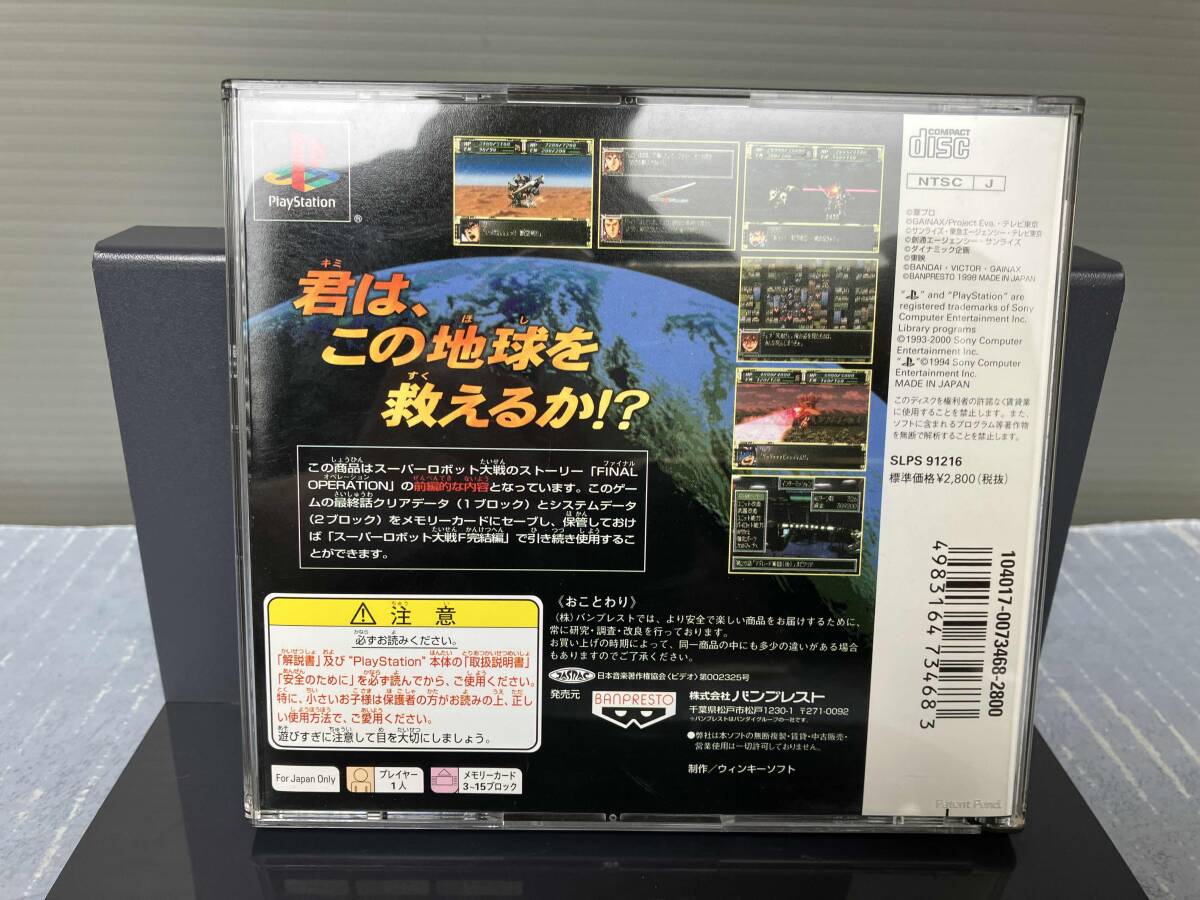 PlayStation
®
君は、
キミ
この地球を
ほし
救えるか!?
すく
この商品はスーパーロボット大戦のストーリー「FINAL
OPERATION」の前編的な内容となっています。このゲー
ムの最終話クリアデータ(1ブロック)とシステムデータ
(2ブロック)をメモリーカードにセーブし、保管しておけ
ば「スーパーロボット大戦F完結編」で引き続き使用するこ
とができます。
注意
必ずお読みください。
「解説書」及び"PlayStation"本体の「取扱説明書」
「安全のために」を必ず読んでから、ご使用ください。
特に、小さいお子様は保護者の方がお読みの上、正し
い使用方法で、ご愛用ください。
遊びすぎに注意して目を大切にしましょう。
For Japan Only
プレイヤー
1人
メモリーカード
3~15ブロック
《おことわり》
(株)バンプレストでは、より安全で楽しい商品をお届けするために、
常に研究・調査・改良を行っております。
お買い上げの時期によって、同一商品の中にも多少の違いがある場合
もありますのでご了承ください。
JASRAC
日本音楽著作権協会<ビデオ>第002325号
発売元
BANPRESTO
株式会社 バンプレスト
千葉県松戸市松戸1230-1 〒271-0092
※バンプレストはバンダイグループの一社です。
●弊社は本ソフトの無断複製・賃貸・中古販売・
営業使用は一切許可しておりません。
制作/ウィンキーソフト
COMPACT
disc
NTSC J
©葦プロ
©GAINAX/Project Eva.・テレビ東京
©サンライズ・東急エージェンシー・テレビ東京
©創通エージェンシー・サンライズ
©ダイナミック企画
©東映
©BANDAI・VICTOR・GAINAX
©BANPRESTO 1998 MADE IN JAPAN
" " and "PlayStation" are
registered trademarks of Sony
Computer Entertainment Inc.
Library programs
©1993-2000 Sony Computer
Entertainment Inc.
" "©1994 Sony Computer
Entertainment Inc.
MADE IN JAPAN
このディスクを権利者の許諾なく賃貸業
に使用することを禁止します。また、
ソフトに含まれるプログラム等著作物
を無断で解析することを禁止します。
SLPS 91216
標準価格¥2,800(税抜)
104017-0073468-2800
4983164734683
Patent Pend.